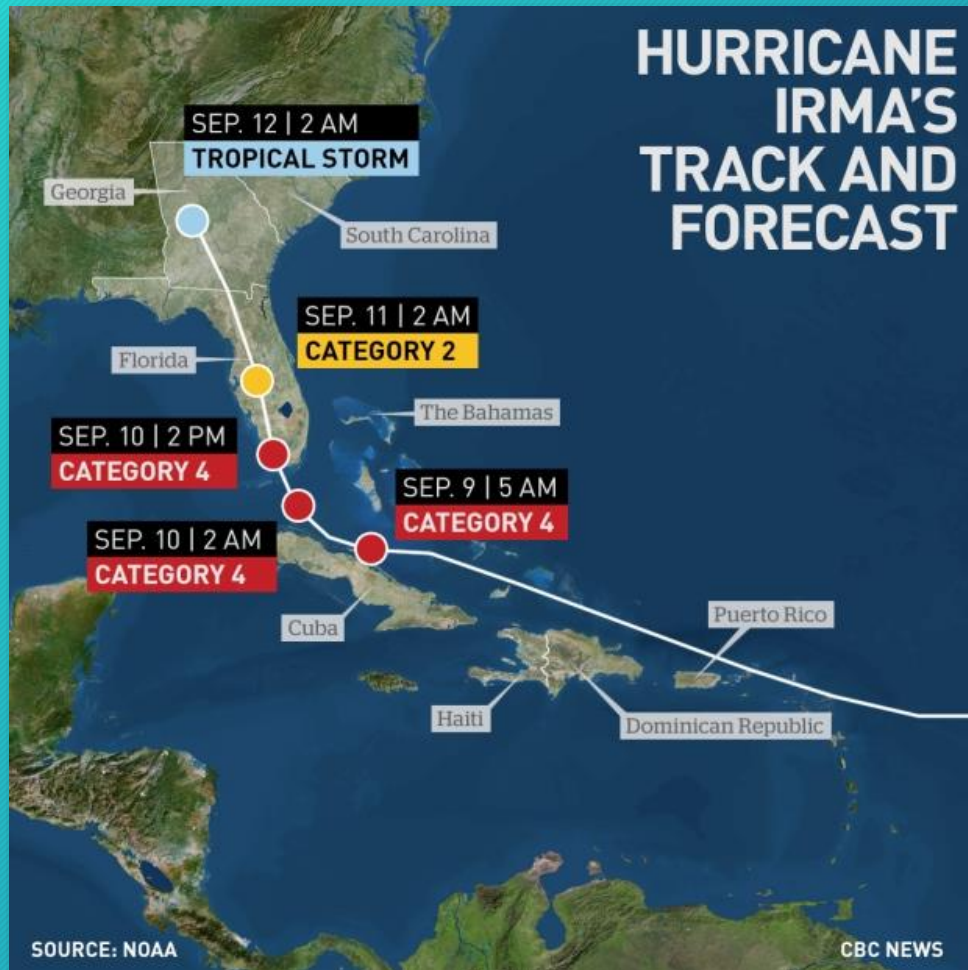 HURRICANE
IRMA'S
TRACK AND
FORECAST
SEP. 12 | 2 AM
TROPICAL STORM
Georgia
South Carolina
SEP. 11 | 2 AM
CATEGORY 2
Florida
The Bahamas
SEP. 10 | 2 PM
CATEGORY 4
SEP. 9 | 5 AM
CATEGORY 4
SEP. 10 | 2 AM
CATEGORY 4
Cuba
Puerto Rico
Haiti
Dominican Republic
SOURCE: NOAA
CBC NEWS